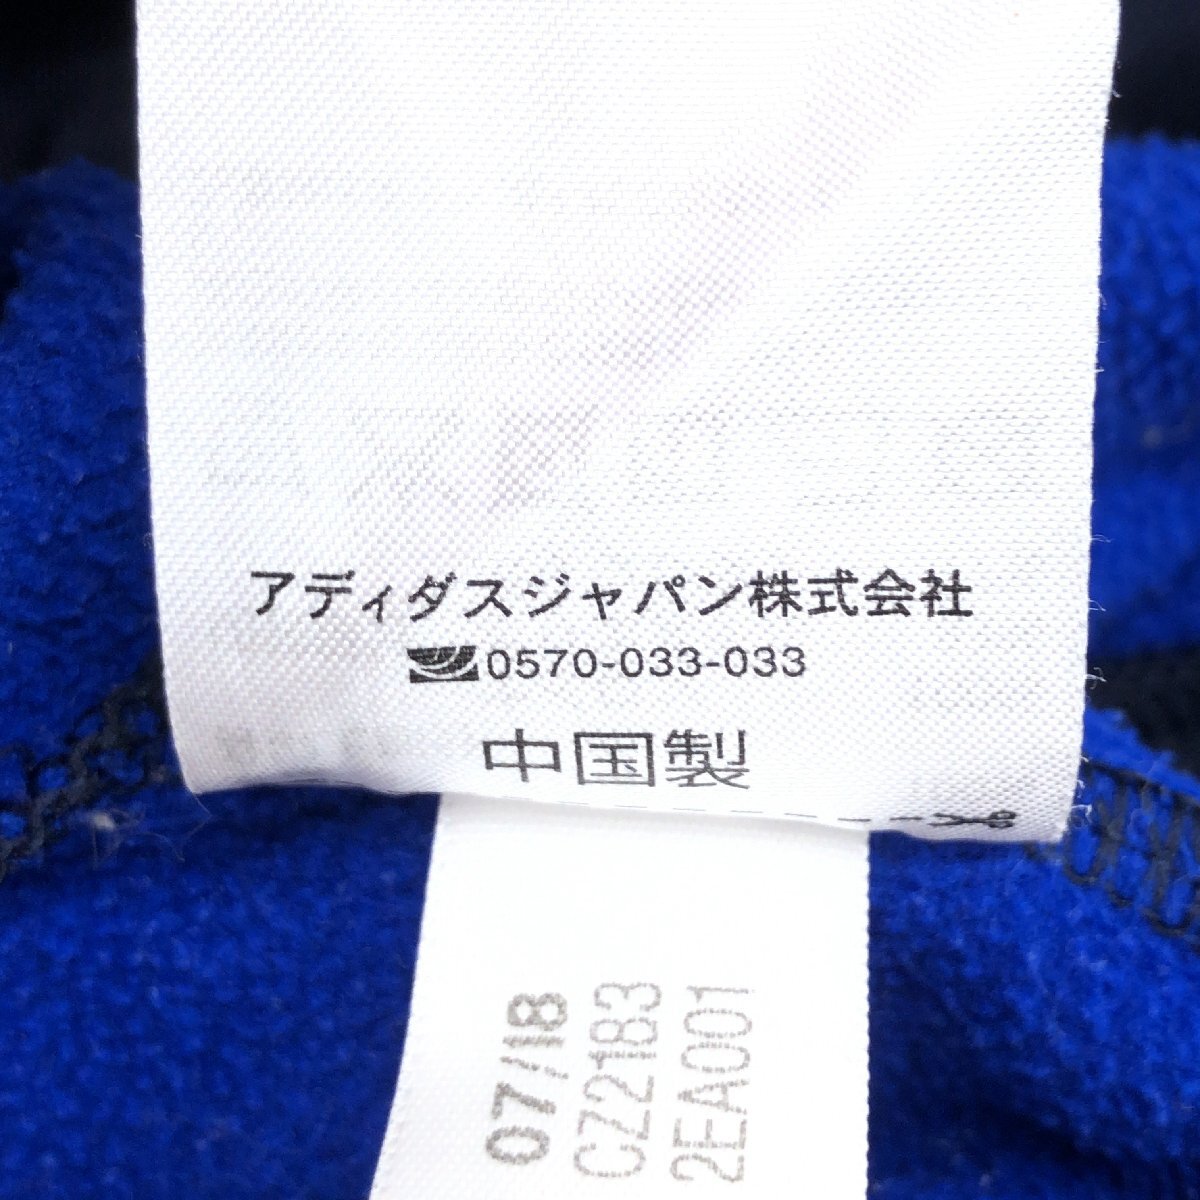 アディダスジャパン株式会社
0570-033-033
中国製
07/18
CZ2183
2EA001